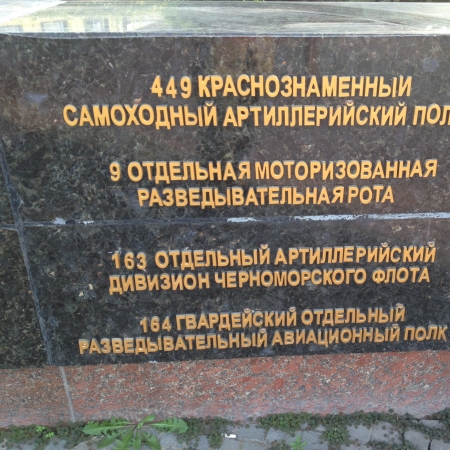 449 КРАСНОЗНАМЕННЫЙ
САМОХОДНЫЙ АРТИЛЛЕРИЙСКИЙ ПОЛ
9 ОТДЕЛЬНАЯ МОТОРИЗОВАННАЯ
РАЗВЕДЫВАТЕЛЬНАЯ РОТА
163 ОТДЕЛЬНЫЙ АРТИЛЛЕРИЙСКИЙ
ДИВИЗИОН ЧЕРНОМОРСКОГО ФЛОТА
164 ГВАРДЕЙСКИЙ ОТДЕЛЬНЫЙ
РАЗВЕДЫВАТЕЛЬНЫЙ АВИАЦИОННЫЙ ПОЛК